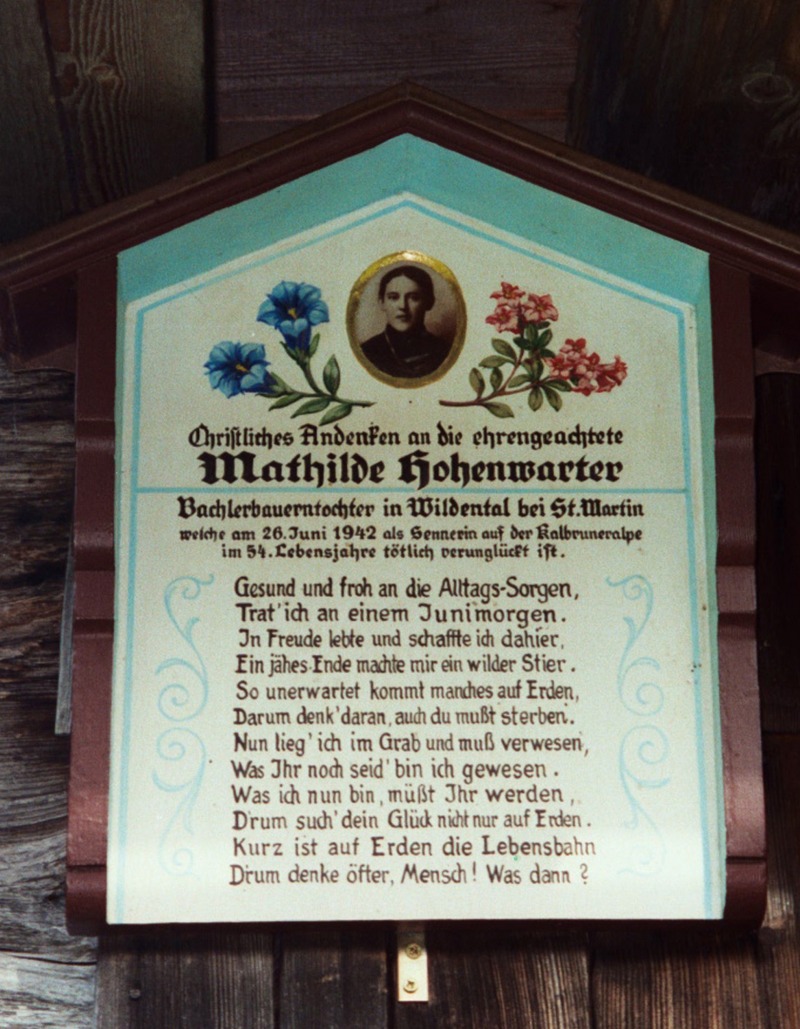 Christliches Andenken an die ehrengeachtete
Mathilde Hohenwarter
Bachlerbauerntochter in Wildental bei St. Martin
welche am 26. Juni 1942 als Sennerin auf der Kalbruneralpe
im 54. Lebensjahre tötlich verunglückt ist.
Gesund und froh an die Alltags-Sorgen,
Trat' ich an einem Junimorgen.
In Freude lebte und schaffte ich dahier,
Ein jähes Ende machte mir ein wilder Stier.
So unerwartet kommt manches auf Erden,
Darum denk' daran, auch du mußt sterben.
Nun lieg' ich im Grab und muß verwesen,
Was Ihr noch seid' bin ich gewesen.
Was ich nun bin, müßt Ihr werden,
D'rum such' dein Glück nicht nur auf Erden.
Kurz ist auf Erden die Lebensbahn
D'rum denke öfter, Mensch! Was dann?